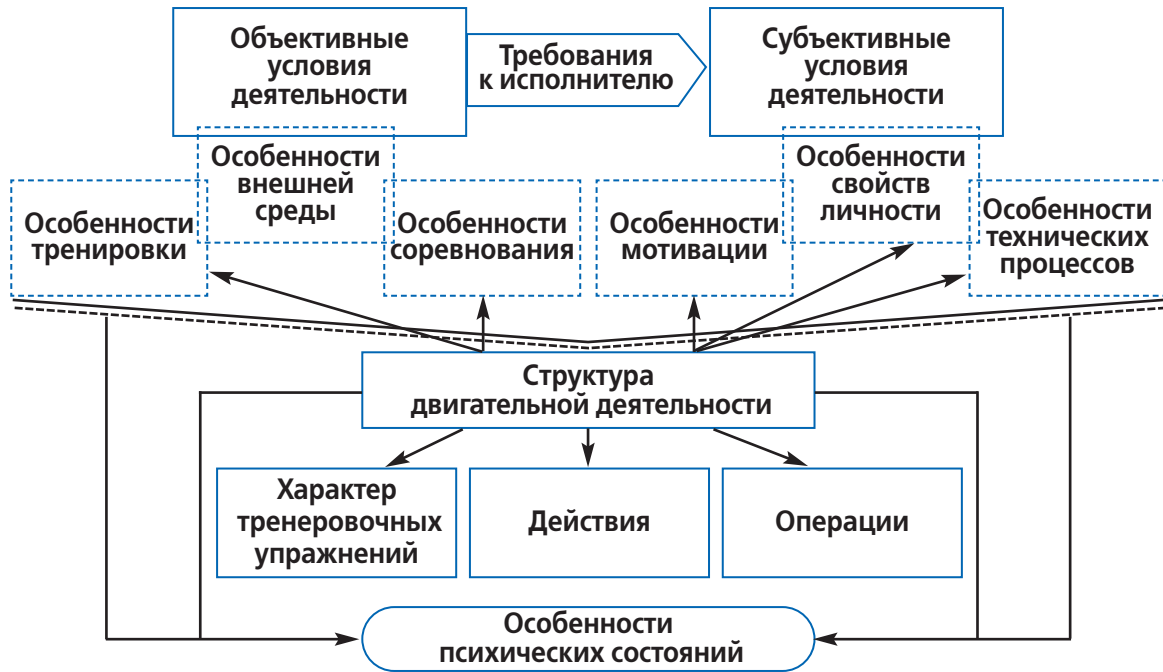 Объективные
условия
деятельности
Требования
к исполнителю
Субъективные
условия
деятельности
Особенности
внешней
среды
Особенности
тренировки
Особенности
соревнования
Особенности
мотивации
Особенности
свойств
личности
Особенности
технических
процессов
Структура
двигательной деятельности
Характер
тренеровочных
упражнений
Действия
Операции
Особенности
психических состояний